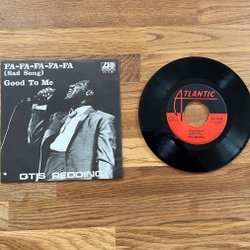 FA-FA-FA-FA-FA
(Sad Song)
Good To Me
OTIS REDDING
ATLANTIC